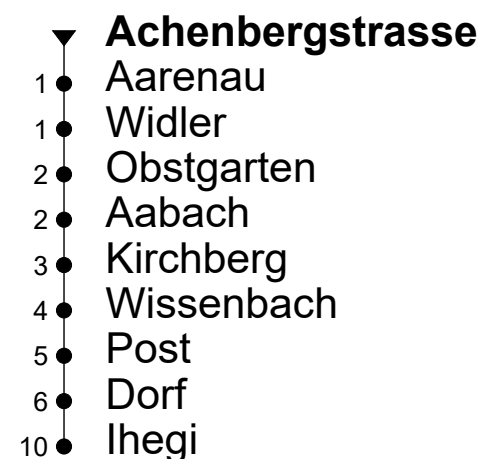 Achenbergstrasse
1 Aarenau
1 Widler
2 Obstgarten
2 Aabach
3 Kirchberg
4 Wissenbach
5 Post
6 Dorf
10 Ihegi